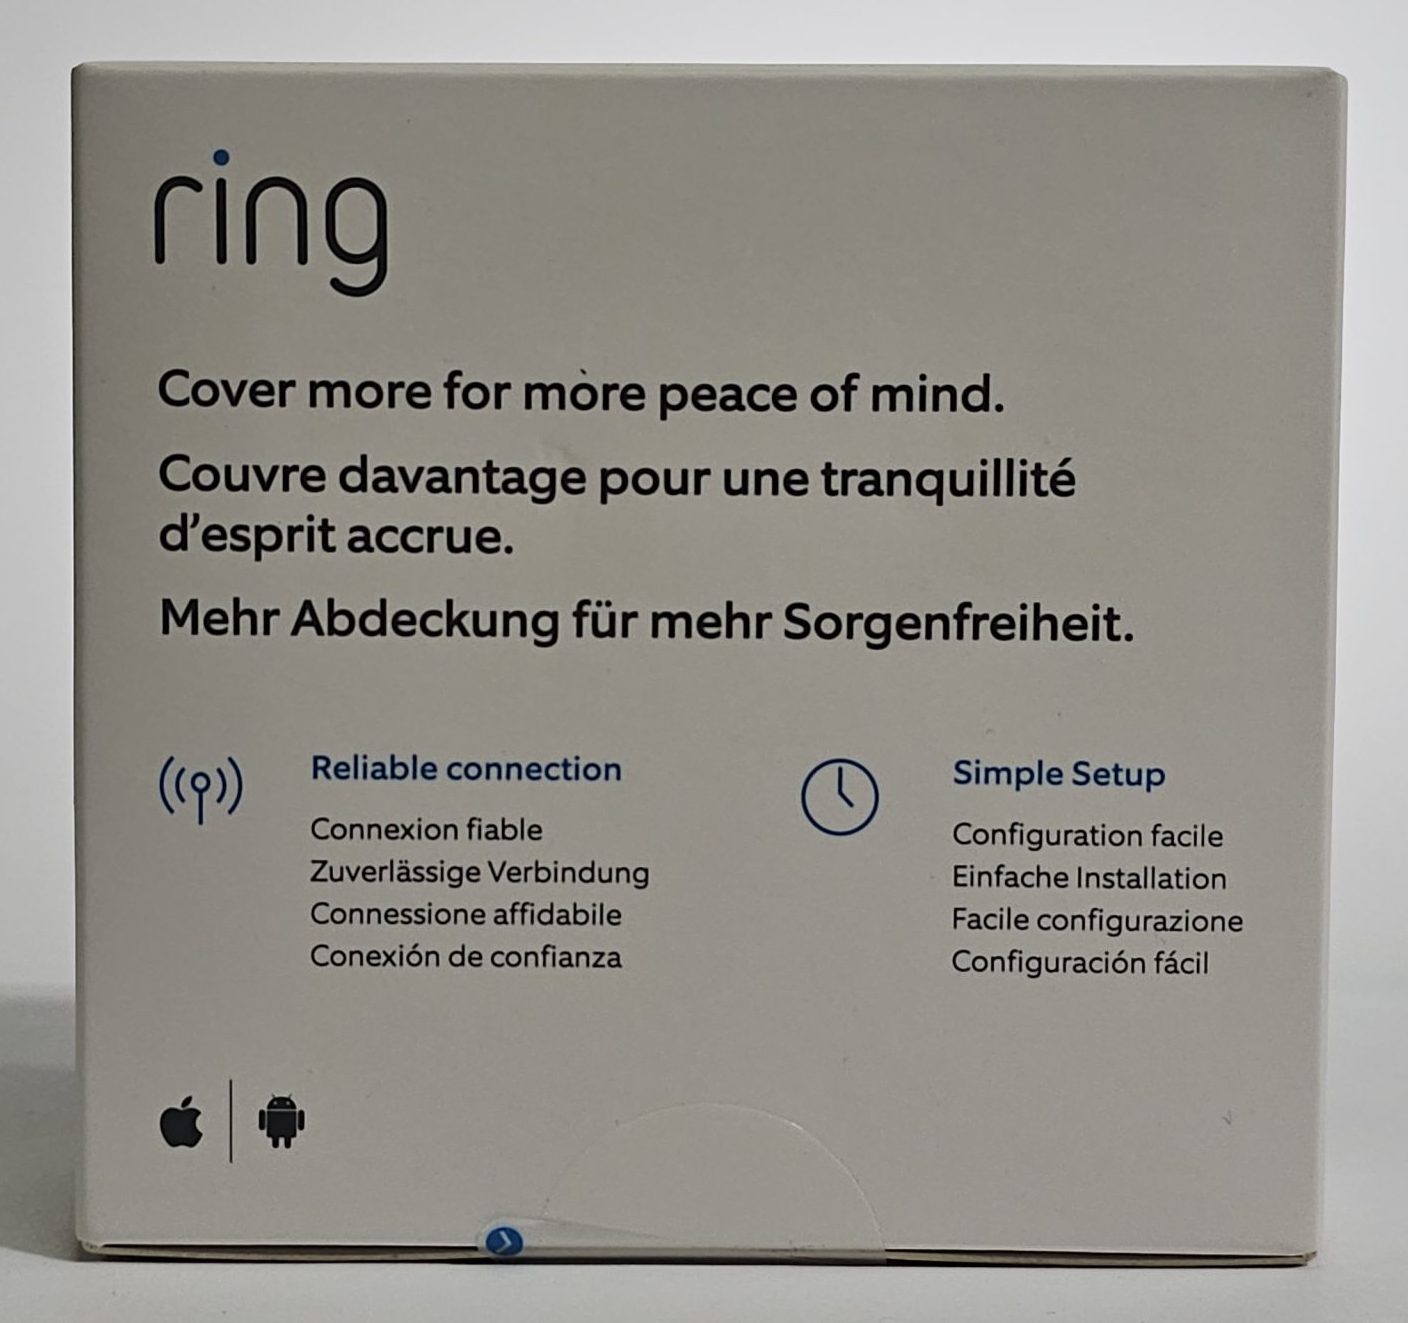 ring
Cover more for more peace of mind.
Couvre davantage pour une tranquillité
d’esprit accrue.
Mehr Abdeckung für mehr Sorgenfreiheit.
Reliable connection
Connexion fiable
Zuverlässige Verbindung
Connessione affidabile
Conexión de confianza
Simple Setup
Configuration facile
Einfache Installation
Facile configurazione
Configuración fácil